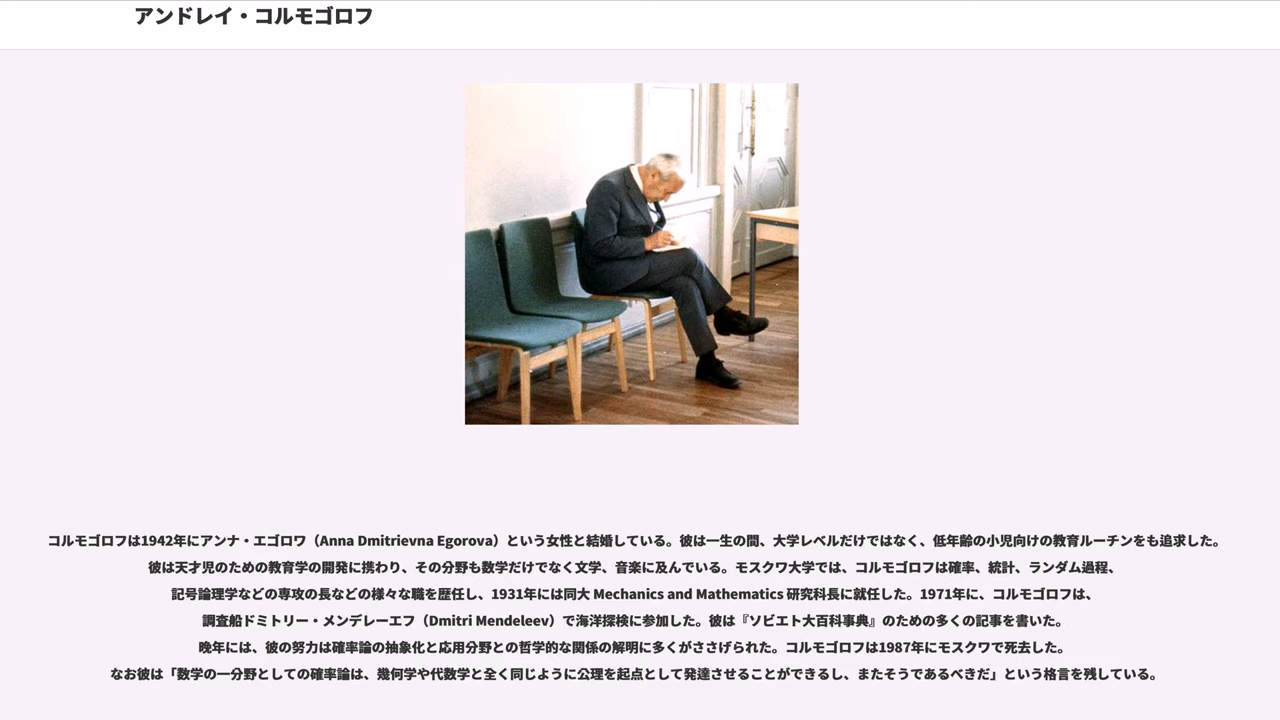 アンドレイ・コルモゴロフ
コルモゴロフは1942年にアンナ・エゴロワ（Anna Dmitrievna Egorova）という女性と結婚している。彼は一生の間、大学レベルだけではなく、低年齢の小児向けの教育ルーチンをも追求した。
彼は天才児のための教育学の開発に携わり、その分野も数学だけでなく文学、音楽に及んでいる。モスクワ大学では、コルモゴロフは確率、統計、ランダム過程、
記号論理学などの専攻の長などの様々な職を歴任し、1931年には同大 Mechanics and Mathematics 研究科長に就任した。1971年に、コルモゴロフは、
調査船ドミトリー・メンデレーエフ（Dmitri Mendeleev）で海洋探検に参加した。彼は『ソビエト大百科事典』のための多くの記事を書いた。
晩年には、彼の努力は確率論の抽象化と応用分野との哲学的な関係の解明に多くがささげられた。コルモゴロフは1987年にモスクワで死去した。
なお彼は「数学の一分野としての確率論は、幾何学や代数学と全く同じように公理を起点として発達させることができるし、またそうであるべきだ」という格言を残している。